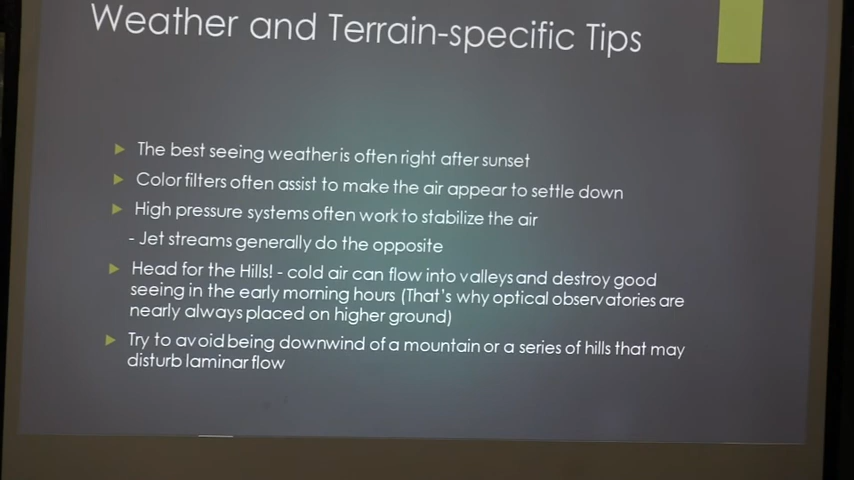 Weather and Terrain-specific Tips
The best seeing weather is often right after sunset
Color filters often assist to make the air appear to settle down
High pressure systems often work to stabilize the air
- Jet streams generally do the opposite
Head for the Hills! - cold air can flow into valleys and destroy good
seeing in the early morning hours (That's why optical observatories are
nearly always placed on higher ground)
Try to avoid being downwind of a mountain or a series of hills that may
disturb laminar flow